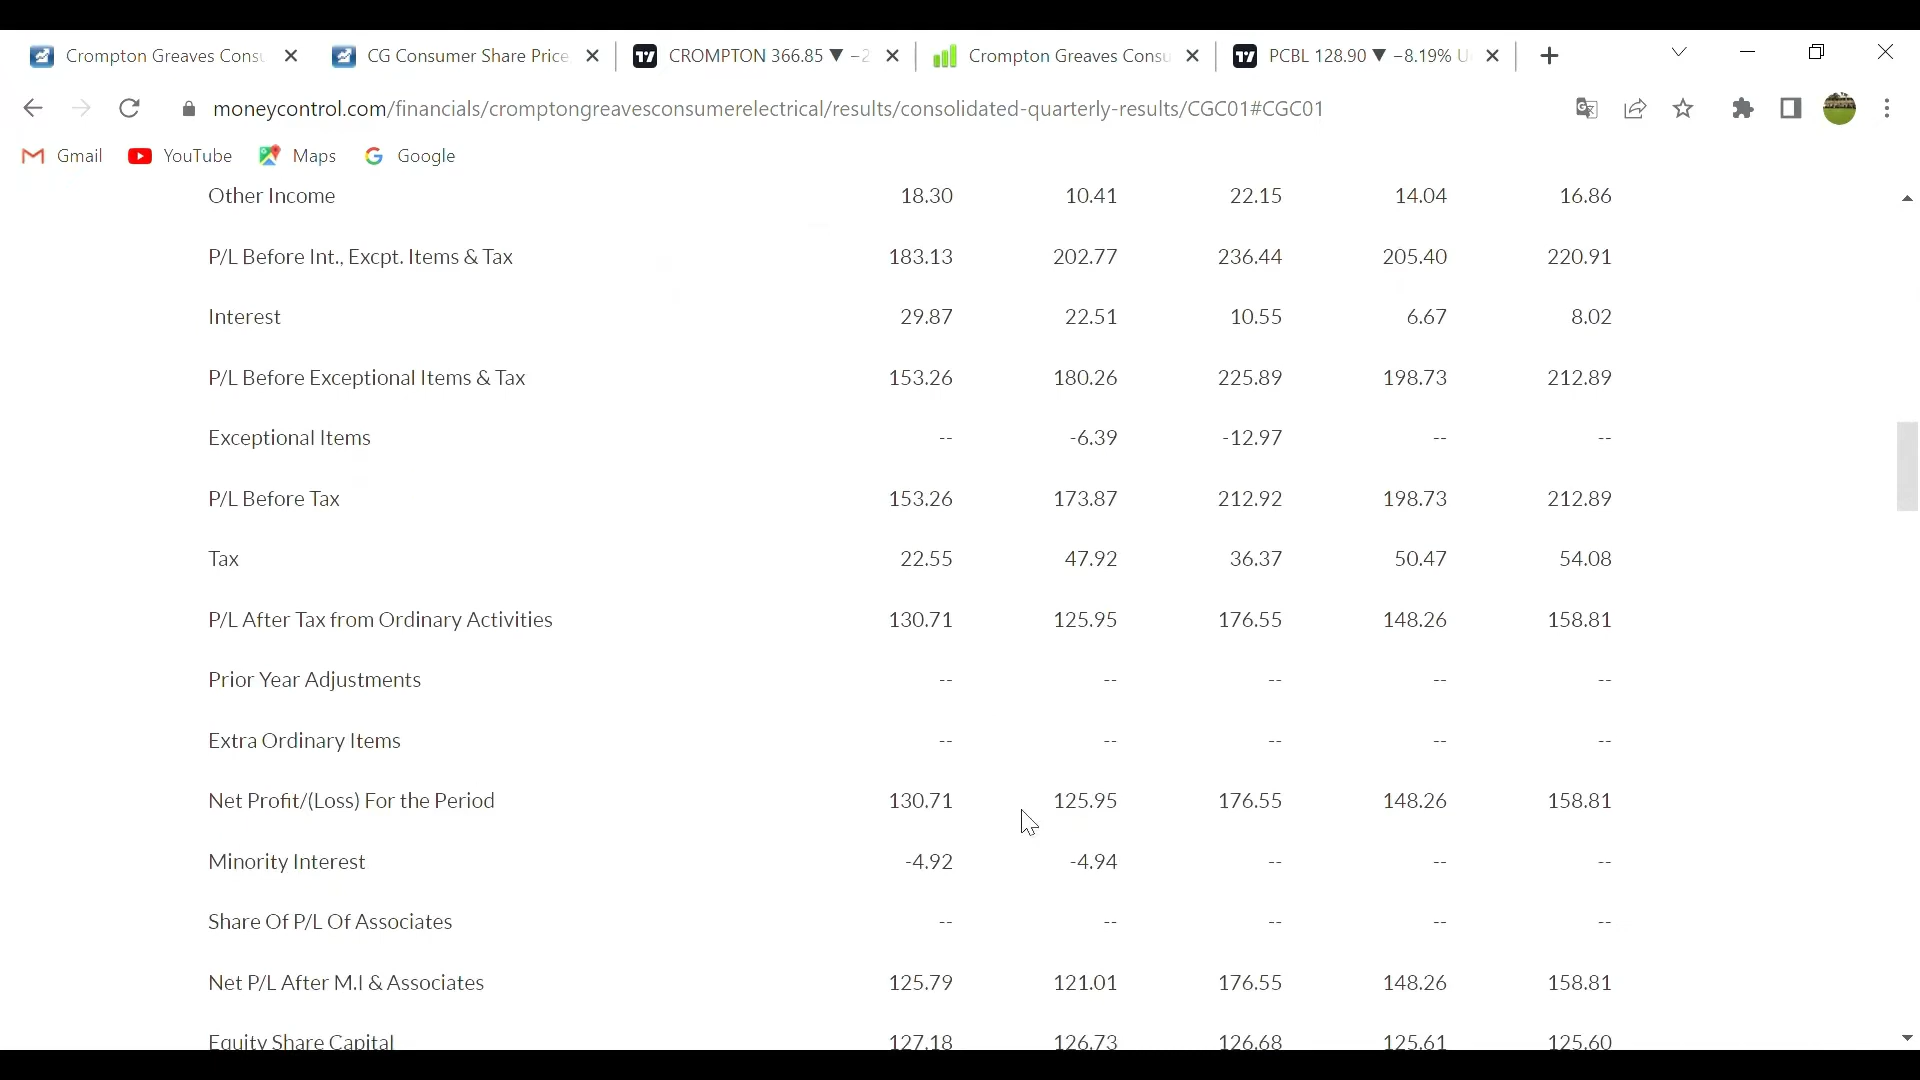 Crompton Greaves Consu
CG Consumer Share Price
CROMPTON 366.85 ▼ −2
Crompton Greaves Consu
PCBL 128.90 ▼ −8.19% U
moneycontrol.com/financials/cromptongreavesconsumerelectrical/results/consolidated-quarterly-results/CGC01#CGC01
Gmail YouTube Maps Google
Other Income 18.30 10.41 22.15 14.04 16.86
P/L Before Int., Excpt. Items & Tax 183.13 202.77 236.44 205.40 220.91
Interest 29.87 22.51 10.55 6.67 8.02
P/L Before Exceptional Items & Tax 153.26 180.26 225.89 198.73 212.89
Exceptional Items -- -6.39 -12.97 -- --
P/L Before Tax 153.26 173.87 212.92 198.73 212.89
Tax 22.55 47.92 36.37 50.47 54.08
P/L After Tax from Ordinary Activities 130.71 125.95 176.55 148.26 158.81
Prior Year Adjustments -- -- -- -- --
Extra Ordinary Items -- -- -- -- --
Net Profit/(Loss) For the Period 130.71 125.95 176.55 148.26 158.81
Minority Interest -4.92 -4.94 -- -- --
Share Of P/L Of Associates -- -- -- -- --
Net P/L After M.I & Associates 125.79 121.01 176.55 148.26 158.81
Equity Share Capital 127.18 126.73 126.68 125.61 125.60